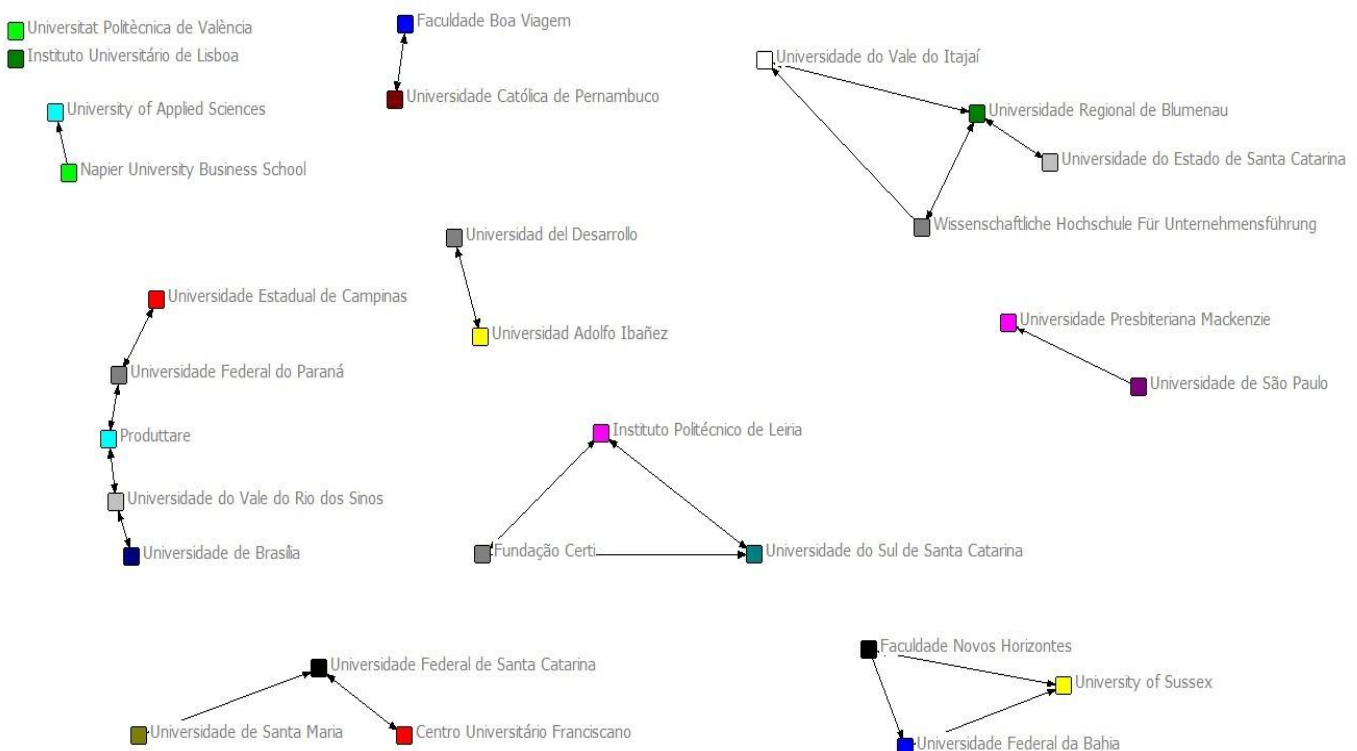 Universitat Politècnica de València
Instituto Universitário de Lisboa
Faculdade Boa Viagem
Universidade Católica de Pernambuco
University of Applied Sciences
Napier University Business School
Universidade do Vale do Itajaí
Universidade Regional de Blumenau
Universidade do Estado de Santa Catarina
Wissenschaftliche Hochschule Für Unternehmensführung
Universidad del Desarrollo
Universidad Adolfo Ibañez
Universidade Estadual de Campinas
Universidade Federal do Paraná
Produttare
Universidade do Vale do Rio dos Sinos
Universidade de Brasília
Universidade Presbiteriana Mackenzie
Universidade de São Paulo
Instituto Politécnico de Leiria
Fundação Certi
Universidade do Sul de Santa Catarina
Universidade Federal de Santa Catarina
Universidade de Santa Maria
Centro Universitário Franciscano
Faculdade Novos Horizontes
University of Sussex
Universidade Federal da Bahia